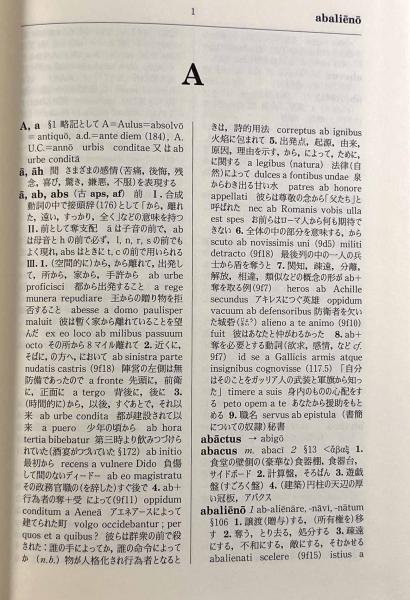 1
abaliēnō
A
A, a §1 略記として A=Aulus=absolvō
=antiquō, a.d.=ante diem (184), A.
U.C.=annō urbis conditae 又は ab
urbe conditā
ā, āh 間 さまざまの感情(苦痛, 後悔, 残
念, 喜び, 驚き, 嫌悪, 不服)を表現する
ā, ab, abs (古 aps, af) 前 I. 合成
動詞の中で接頭辞(176)として「から, 離れ
た, 遠い, すっかり, 全く」などの意味を持つ
II. 前として奪支配 ā は子音の前で, ab
は母音と h の前で必ず, l, n, r, s の前でも
よく現れ, abs はときに t, c の前で用いられる
III. 1. (空間的に)から, から離れて, 出発し
て, 所から, 家から, 手許から ab urbe
proficisci 都から出発すること a rege
munera repudiare 王からの贈り物を拒
否すること abesse a domo paulisper
maluit 彼は暫く家から離れていることを望
んだ ex eo loco ab milibus passuum
octo その所から 8 マイル離れて 2. 近くに,
そばに, の方へ, において ab sinistra parte
nudatis castris (9f18) 陣営の左側は無
防備であったので a fronte 先頭に, 前衛
に, 正面に a tergo 背後に, 後に 3.
(時間的に)から, 以後, すぐあとで, それ以
来 ab urbe condita 都が建設されて以
来 a puero 少年の頃から ab hora
tertia bibebatur 第三時より飲みつづけら
れていた(酒宴がつづいていた §172) ab initio
最初から recens a vulnere Dido 負傷
して間のないディードー ab eo magistratu
その政務官職の(を辞した)すぐ後で 4. ab+
行為者の奪+受 によって(9f11) oppidum
conditum a Aeneā アエネーアースによって
建てられた町 volgo occidebantur; per
quos et a quibus? 彼らは群衆の前で殺
された;誰の手によってか, 誰の命令によって
か (n.b.) 物が人格化され行為者となると
きは, 詩的用法 correptus ab ignibus
火焔に包まれて 5. 出発点, 起源, 由来,
原因, 理由を示す, から, によって, ために,
に関する a legibus (natura) 法律(自
然)によって dulces a fontibus undae 泉
からわき出る甘い水 patres ab honore
appellati 彼らは尊敬の念から「父たち」と
呼ばれた nec ab Romanis vobis ulla
est spes お前らはローマ人から何も期待で
きない 6. 全体の中の部分を意味する, から
scuto ab novissimis uni (9d5) militi
detracto (9f18) 最後列の中の一人の兵
士から盾を奪うと 7. 関知, 疎遠, 分離,
解放, 相違, 類似などの概念の形が ab+
奪を取る例(9f7) heros ab Achille
secundus アキレスにつぐ英雄 oppidum
vacuum ab defensoribus 防衛者を欠い
た城砦 alieno a te animo (9f10)
fuit 彼はあなたと仲がわるかった 8. ab+
奪を必要とする動詞(欲求, 感情, など cf.
9f7) id se a Gallicis armis atque
insignibus cognovisse (117.5) 「自分
はそのことをガッリア人の武装と軍旗から知っ
た」 timere a suis 身内のものの心配をす
る peto opem a te あなたから援助をもと
める 9. 職名 servus ab epistula (書簡
についての奴隷)秘書
abāctus → abigō
abacus m. abacī 2 §13 <ἄβαξ 1.
食堂の壁側の(豪華な)食器棚, 食器台,
サイドボード 2. 計算盤, そろばん 3. 遊戯
盤(すごろく盤) 4. (建築)円柱の天辺の厚
い冠板, アバクス
abaliēnō 1 ab-aliēnāre, -nāvī, -nātum
§106 1. 譲渡(贈与)する, (所有権を)移
す 2. 奪う, とり去る, 処分する 3. 疎遠
にする, 不和にする, 敵にする, そむかせる
abalienati scelere (9f15) istius a